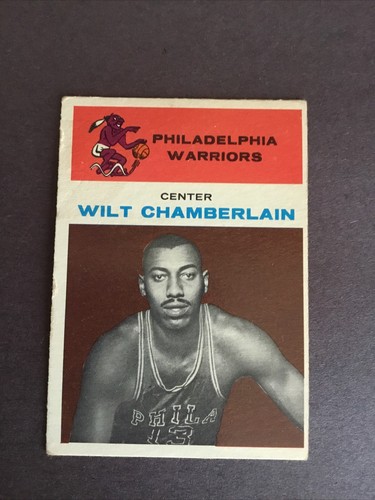 PHILADELPHIA
WARRIORS
CENTER
WILT CHAMBERLAIN
PHILA
13